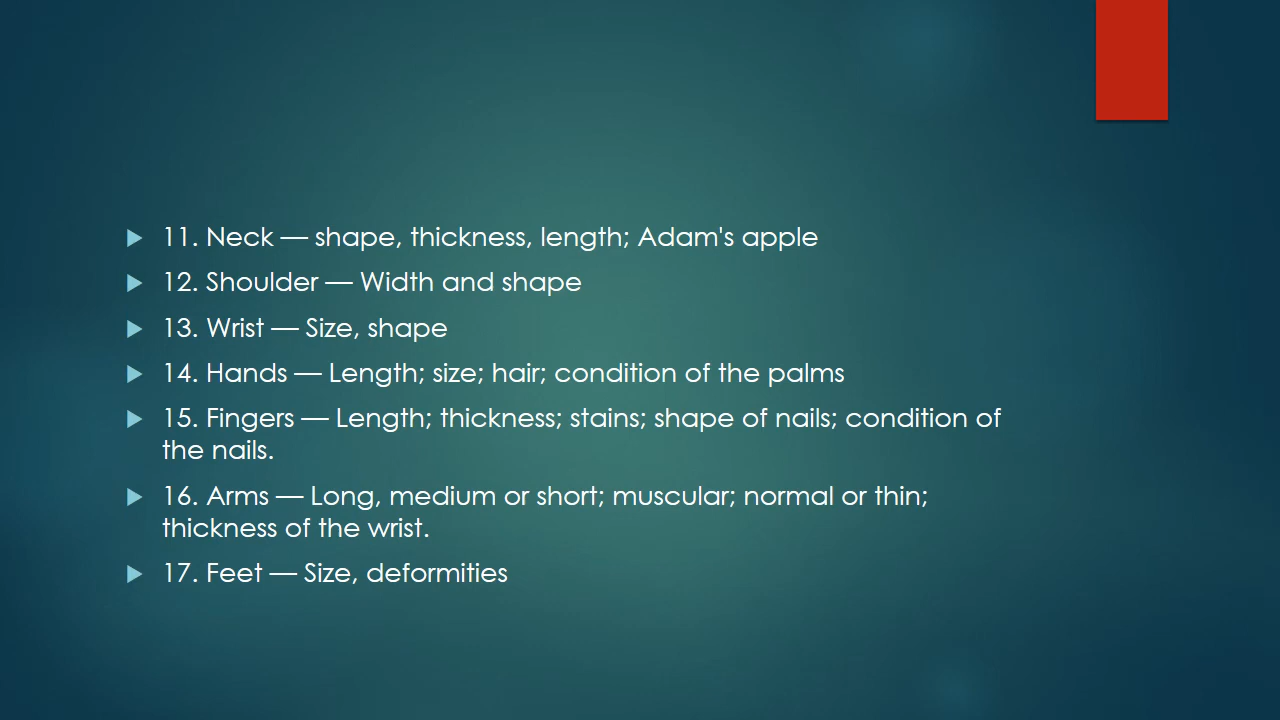 11. Neck — shape, thickness, length; Adam's apple
12. Shoulder — Width and shape
13. Wrist — Size, shape
14. Hands — Length; size; hair; condition of the palms
15. Fingers — Length; thickness; stains; shape of nails; condition of
the nails.
16. Arms — Long, medium or short; muscular; normal or thin;
thickness of the wrist.
17. Feet — Size, deformities